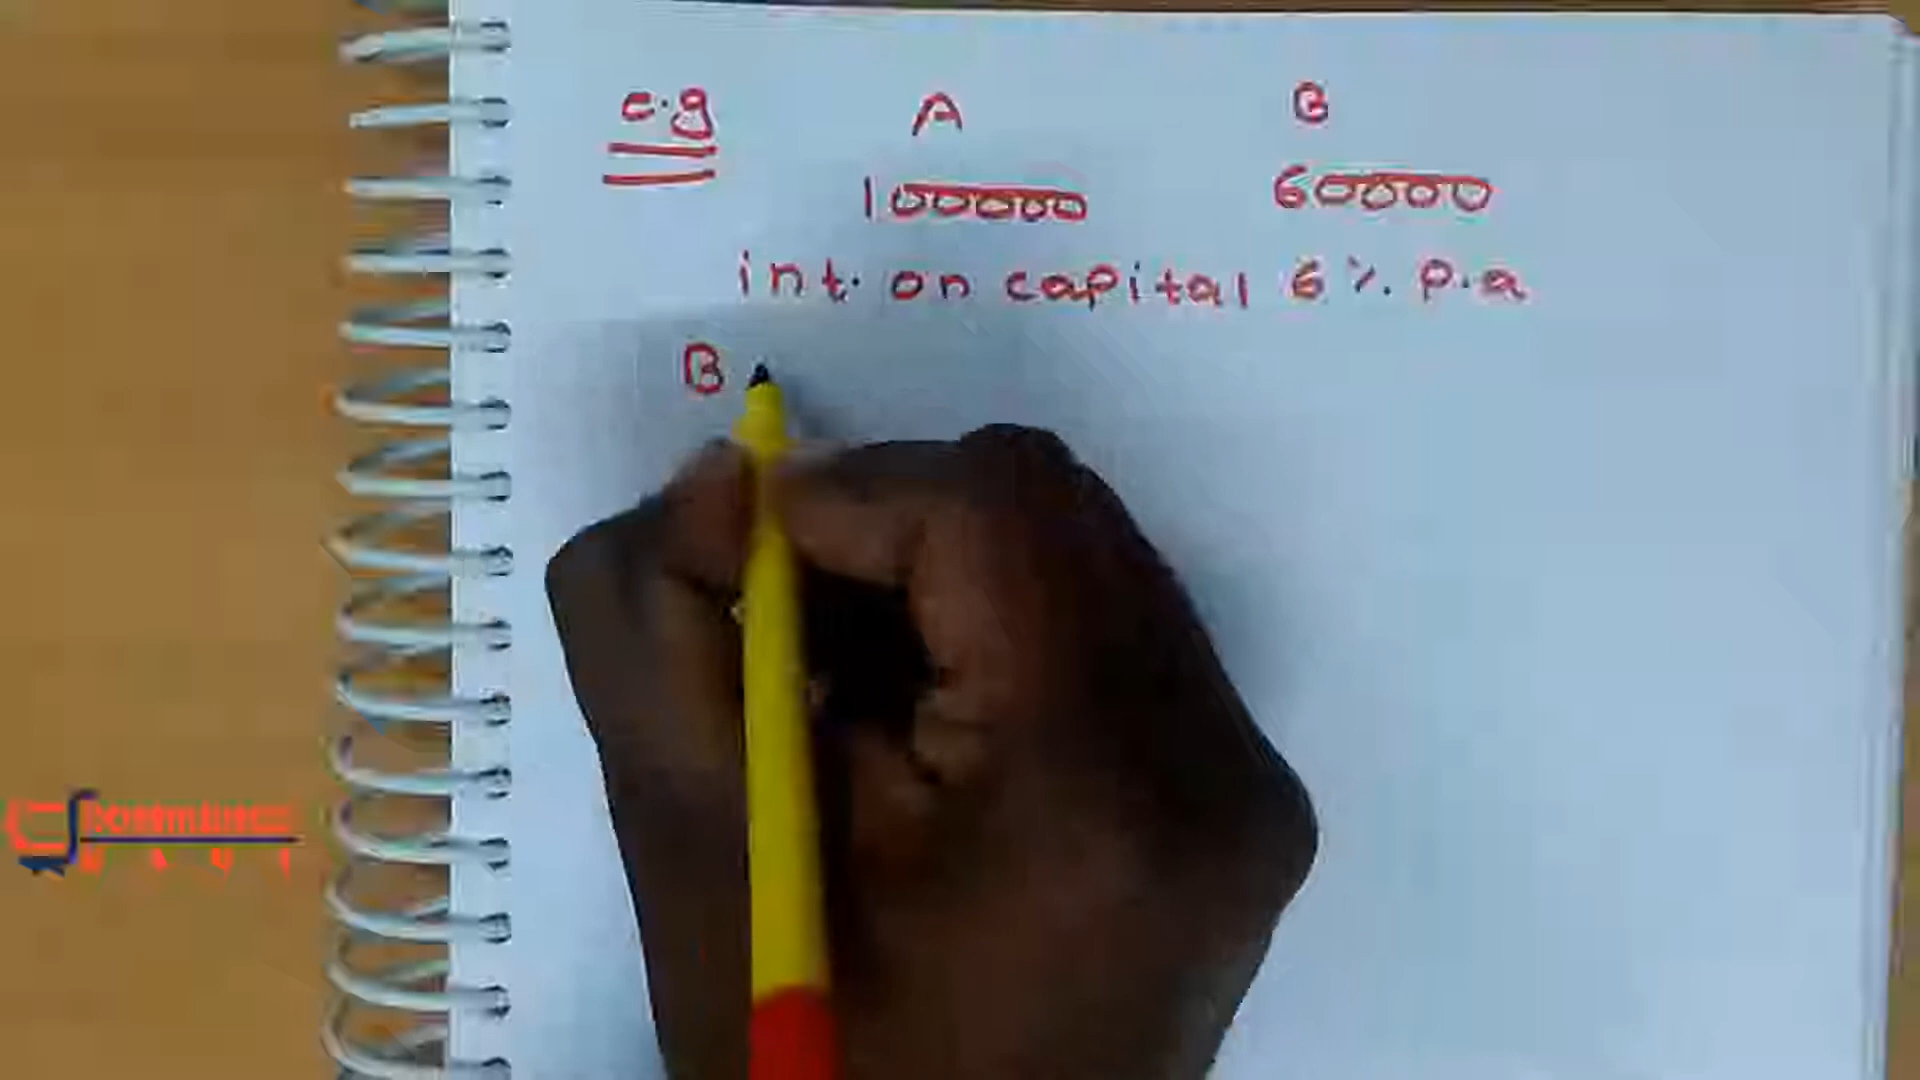 e.g A B
100000 60000
int. on capital 6 %. p.a
B